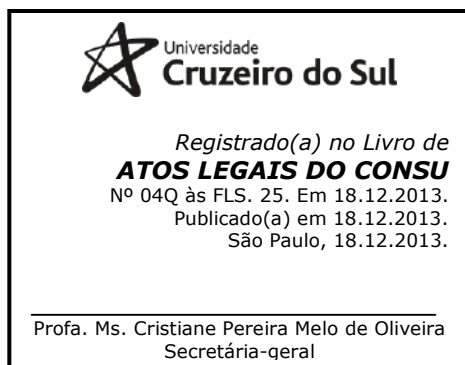 Universidade
Cruzeiro do Sul
Registrado(a) no Livro de
ATOS LEGAIS DO CONSU
Nº 04Q às FLS. 25. Em 18.12.2013.
Publicado(a) em 18.12.2013.
São Paulo, 18.12.2013.
Profa. Ms. Cristiane Pereira Melo de Oliveira
Secretária-geral